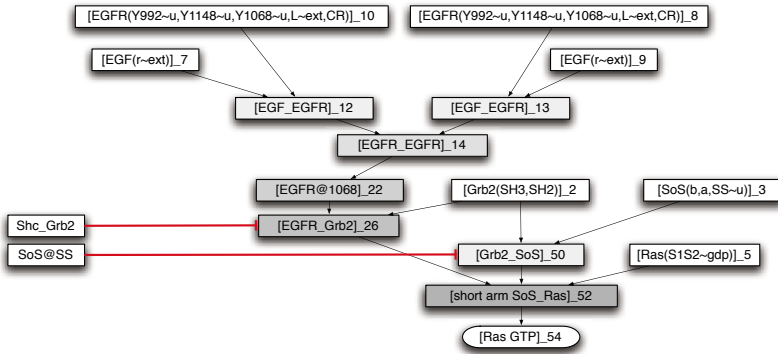 [EGFR(Y992~u,Y1148~u,Y1068~u,L~ext,CR)]_10
[EGFR(Y992~u,Y1148~u,Y1068~u,L~ext,CR)]_8
[EGF(r~ext)]_7
[EGF(r~ext)]_9
[EGF_EGFR]_12
[EGF_EGFR]_13
[EGFR_EGFR]_14
[EGFR@1068]_22
[Grb2(SH3,SH2)]_2
[SoS(b,a,SS~u)]_3
Shc_Grb2
[EGFR_Grb2]_26
SoS@SS
[Grb2_SoS]_50
[Ras(S1S2~gdp)]_5
[short arm SoS_Ras]_52
[Ras GTP]_54